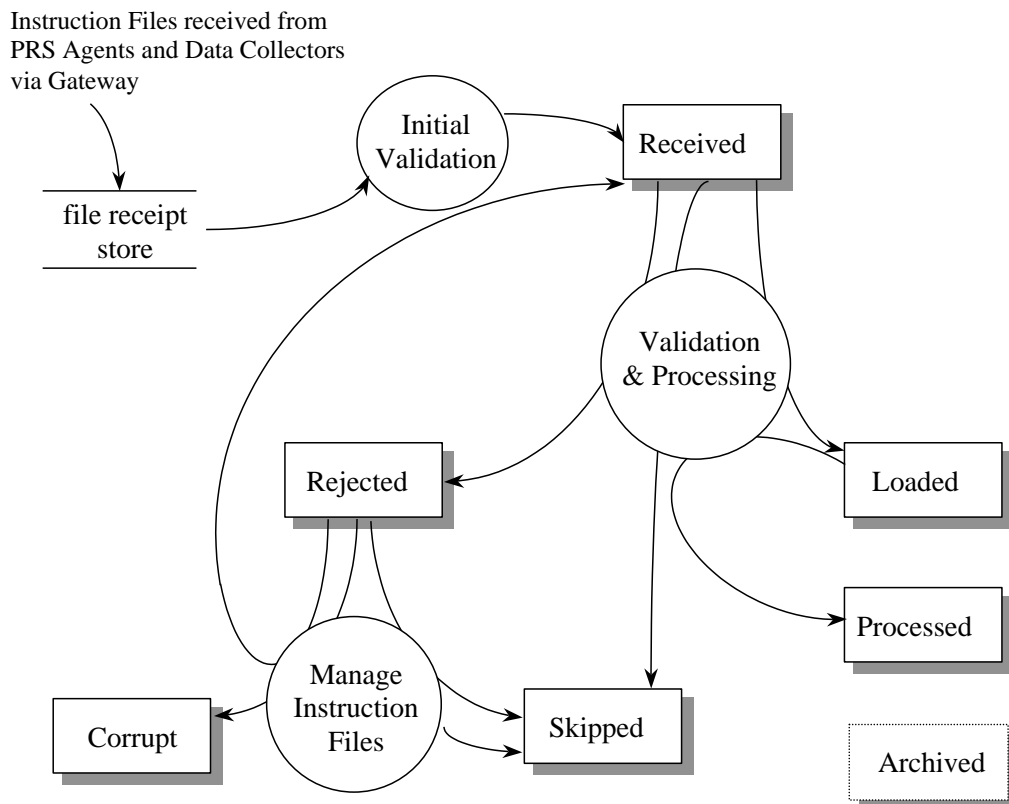 Instruction Files received from
PRS Agents and Data Collectors
via Gateway
Initial
Validation
Received
file receipt
store
Validation
& Processing
Rejected
Loaded
Processed
Manage
Instruction
Files
Corrupt
Skipped
Archived